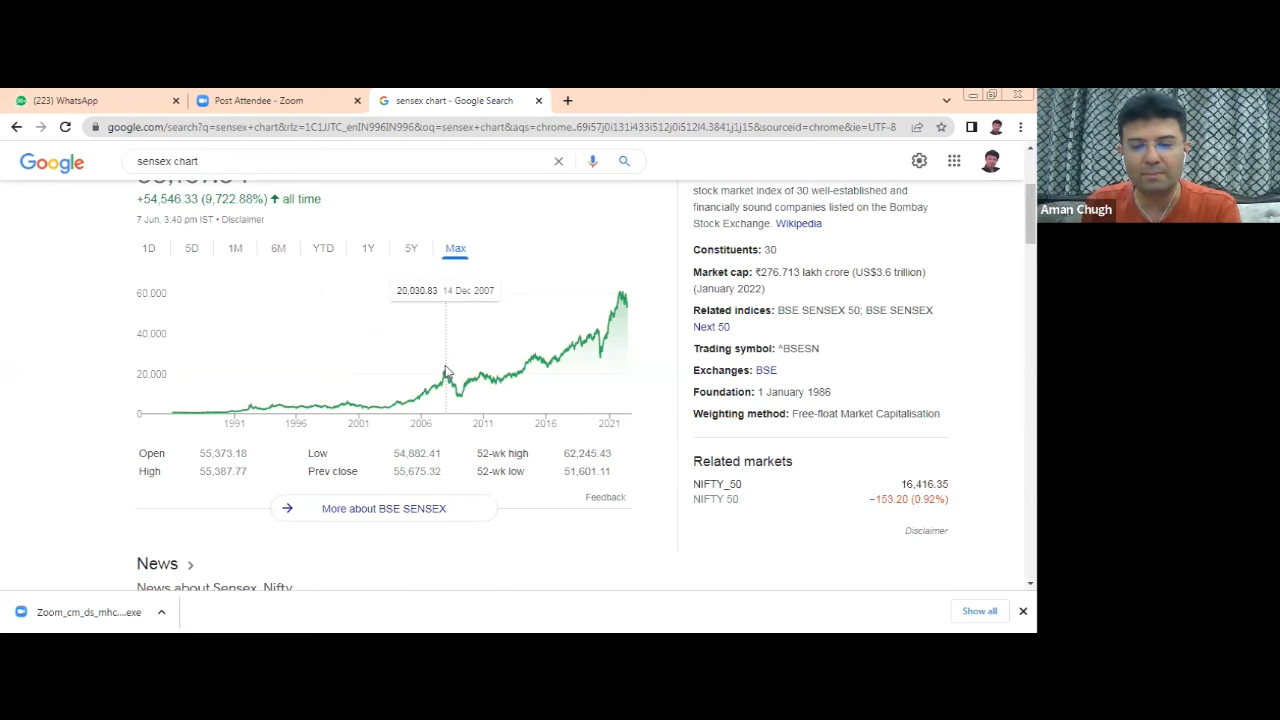 (223) WhatsApp
Post Attendee - Zoom
sensex chart - Google Search
google.com/search?q=sensex+chart&rlz=1C1JJTC_enIN996IN996&oq=sensex+chart&aqs=chrome..69i57j0i131i433i512j0i512l4.3841j1j15&sourceid=chrome&ie=UTF-8
Google
sensex chart
Aman Chugh
+54,546.33 (9,722.88%) ↑ all time
7 Jun, 3:40 pm IST • Disclaimer
1D 5D 1M 6M YTD 1Y 5Y Max
20,030.83 14 Dec 2007
60,000
40,000
20,000
0
1991 1996 2001 2006 2011 2016 2021
Open 55,373.18 Low 54,882.41 52-wk high 62,245.43
High 55,387.77 Prev close 55,675.32 52-wk low 51,601.11
Feedback
More about BSE SENSEX
News >
News about Sensex, Nifty
stock market index of 30 well-established and
financially sound companies listed on the Bombay
Stock Exchange. Wikipedia
Constituents: 30
Market cap: ₹276.713 lakh crore (US$3.6 trillion)
(January 2022)
Related indices: BSE SENSEX 50; BSE SENSEX
Next 50
Trading symbol: ^BSESN
Exchanges: BSE
Foundation: 1 January 1986
Weighting method: Free-float Market Capitalisation
Related markets
NIFTY_50 16,416.35
NIFTY 50 −153.20 (0.92%)
Disclaimer
Zoom_cm_ds_mhc....exe
Show all